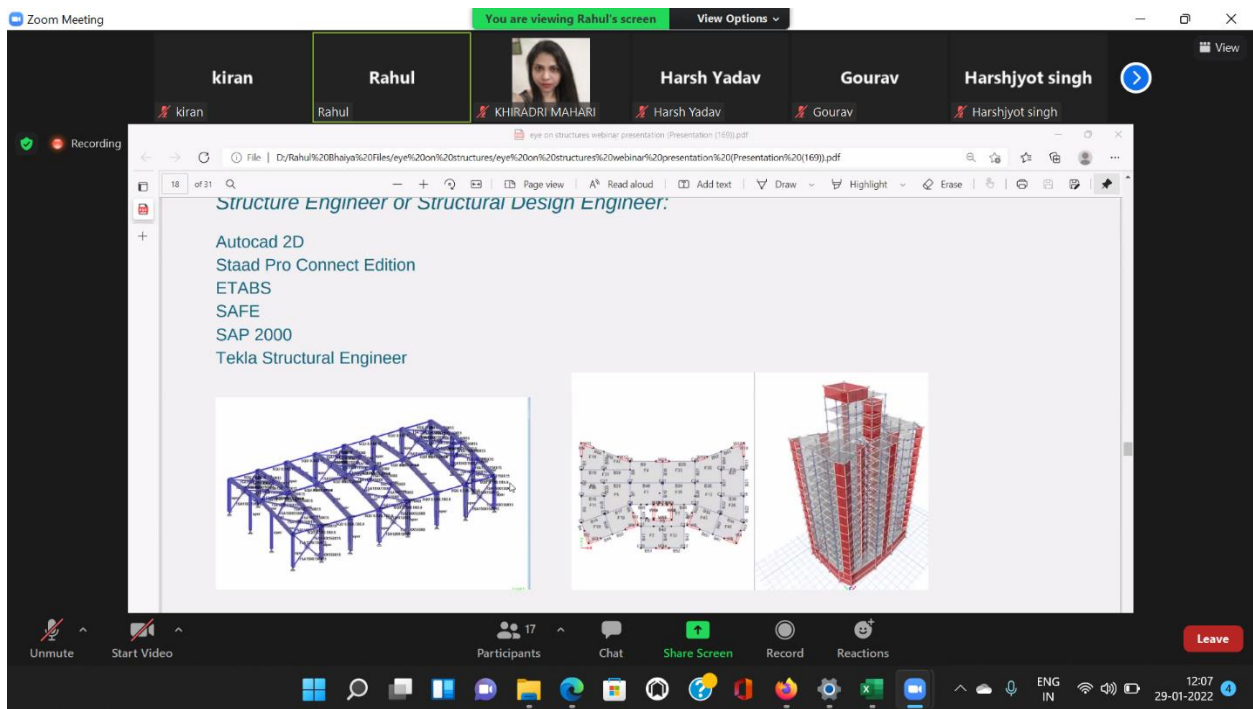 Zoom Meeting
You are viewing Rahul's screen
View Options
View
kiran
Rahul
Harsh Yadav
Gourav
Harshjyot singh
kiran
Rahul
KHIRADRI MAHARI
Harsh Yadav
Gourav
Harshjyot singh
Recording
eye on structures webinar presentation (Presentation (169)).pdf
File | D:/Rahul%20Bhaiya%20Files/eye%20on%20structures/eye%20on%20structures%20webinar%20presentation%20(Presentation%20(169)).pdf
18 of 31
Page view
Read aloud
Add text
Draw
Highlight
Erase
Structure Engineer or Structural Design Engineer:
Autocad 2D
Staad Pro Connect Edition
ETABS
SAFE
SAP 2000
Tekla Structural Engineer
17
Unmute
Start Video
Participants
Chat
Share Screen
Record
Reactions
Leave
ENG
IN
12:07
29-01-2022
4